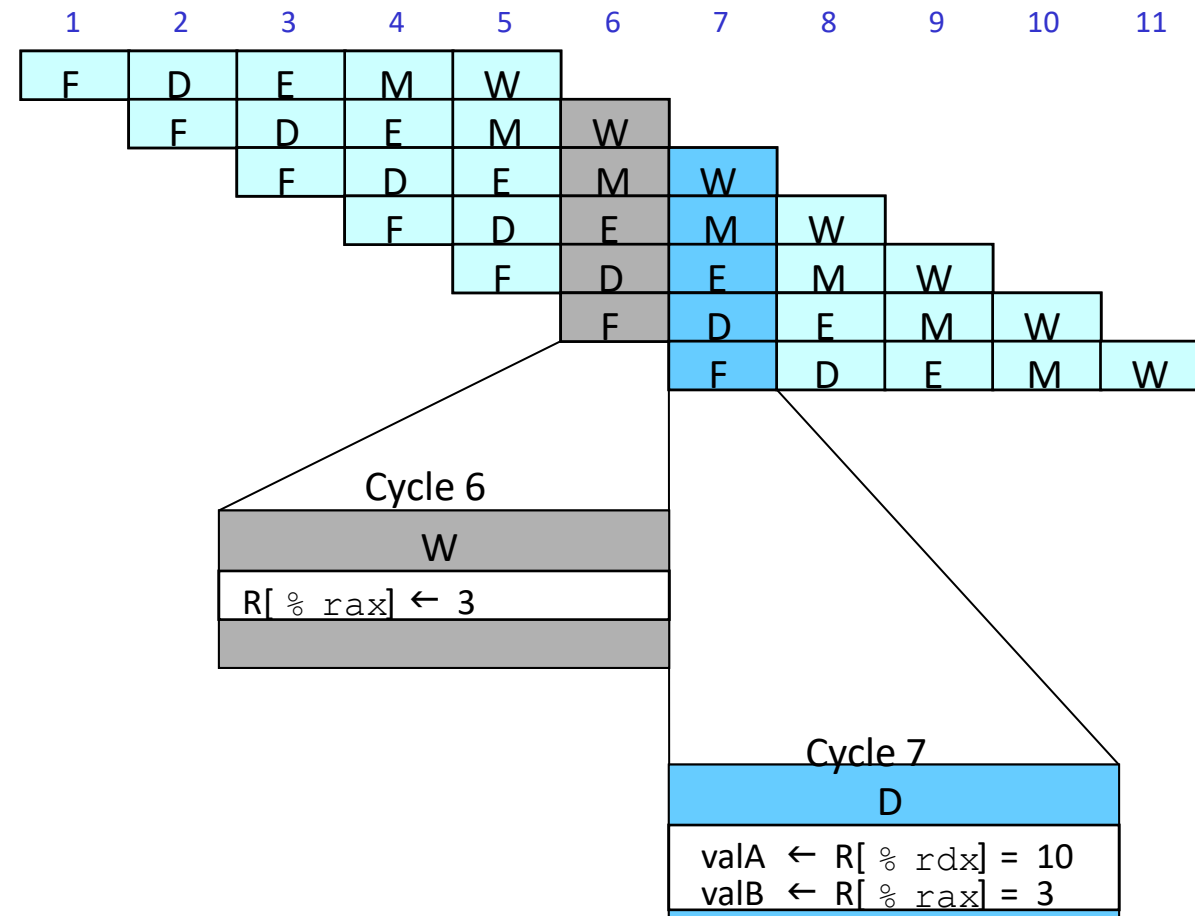 1 2 3 4 5 6 7 8 9 10 11
F D E M W
F D E M W
F D E M W
F D E M W
F D E M W
F D E M W
F D E M W
Cycle 6
W
R[ % rax] ← 3
Cycle 7
D
valA ← R[ % rdx] = 10
valB ← R[ % rax] = 3